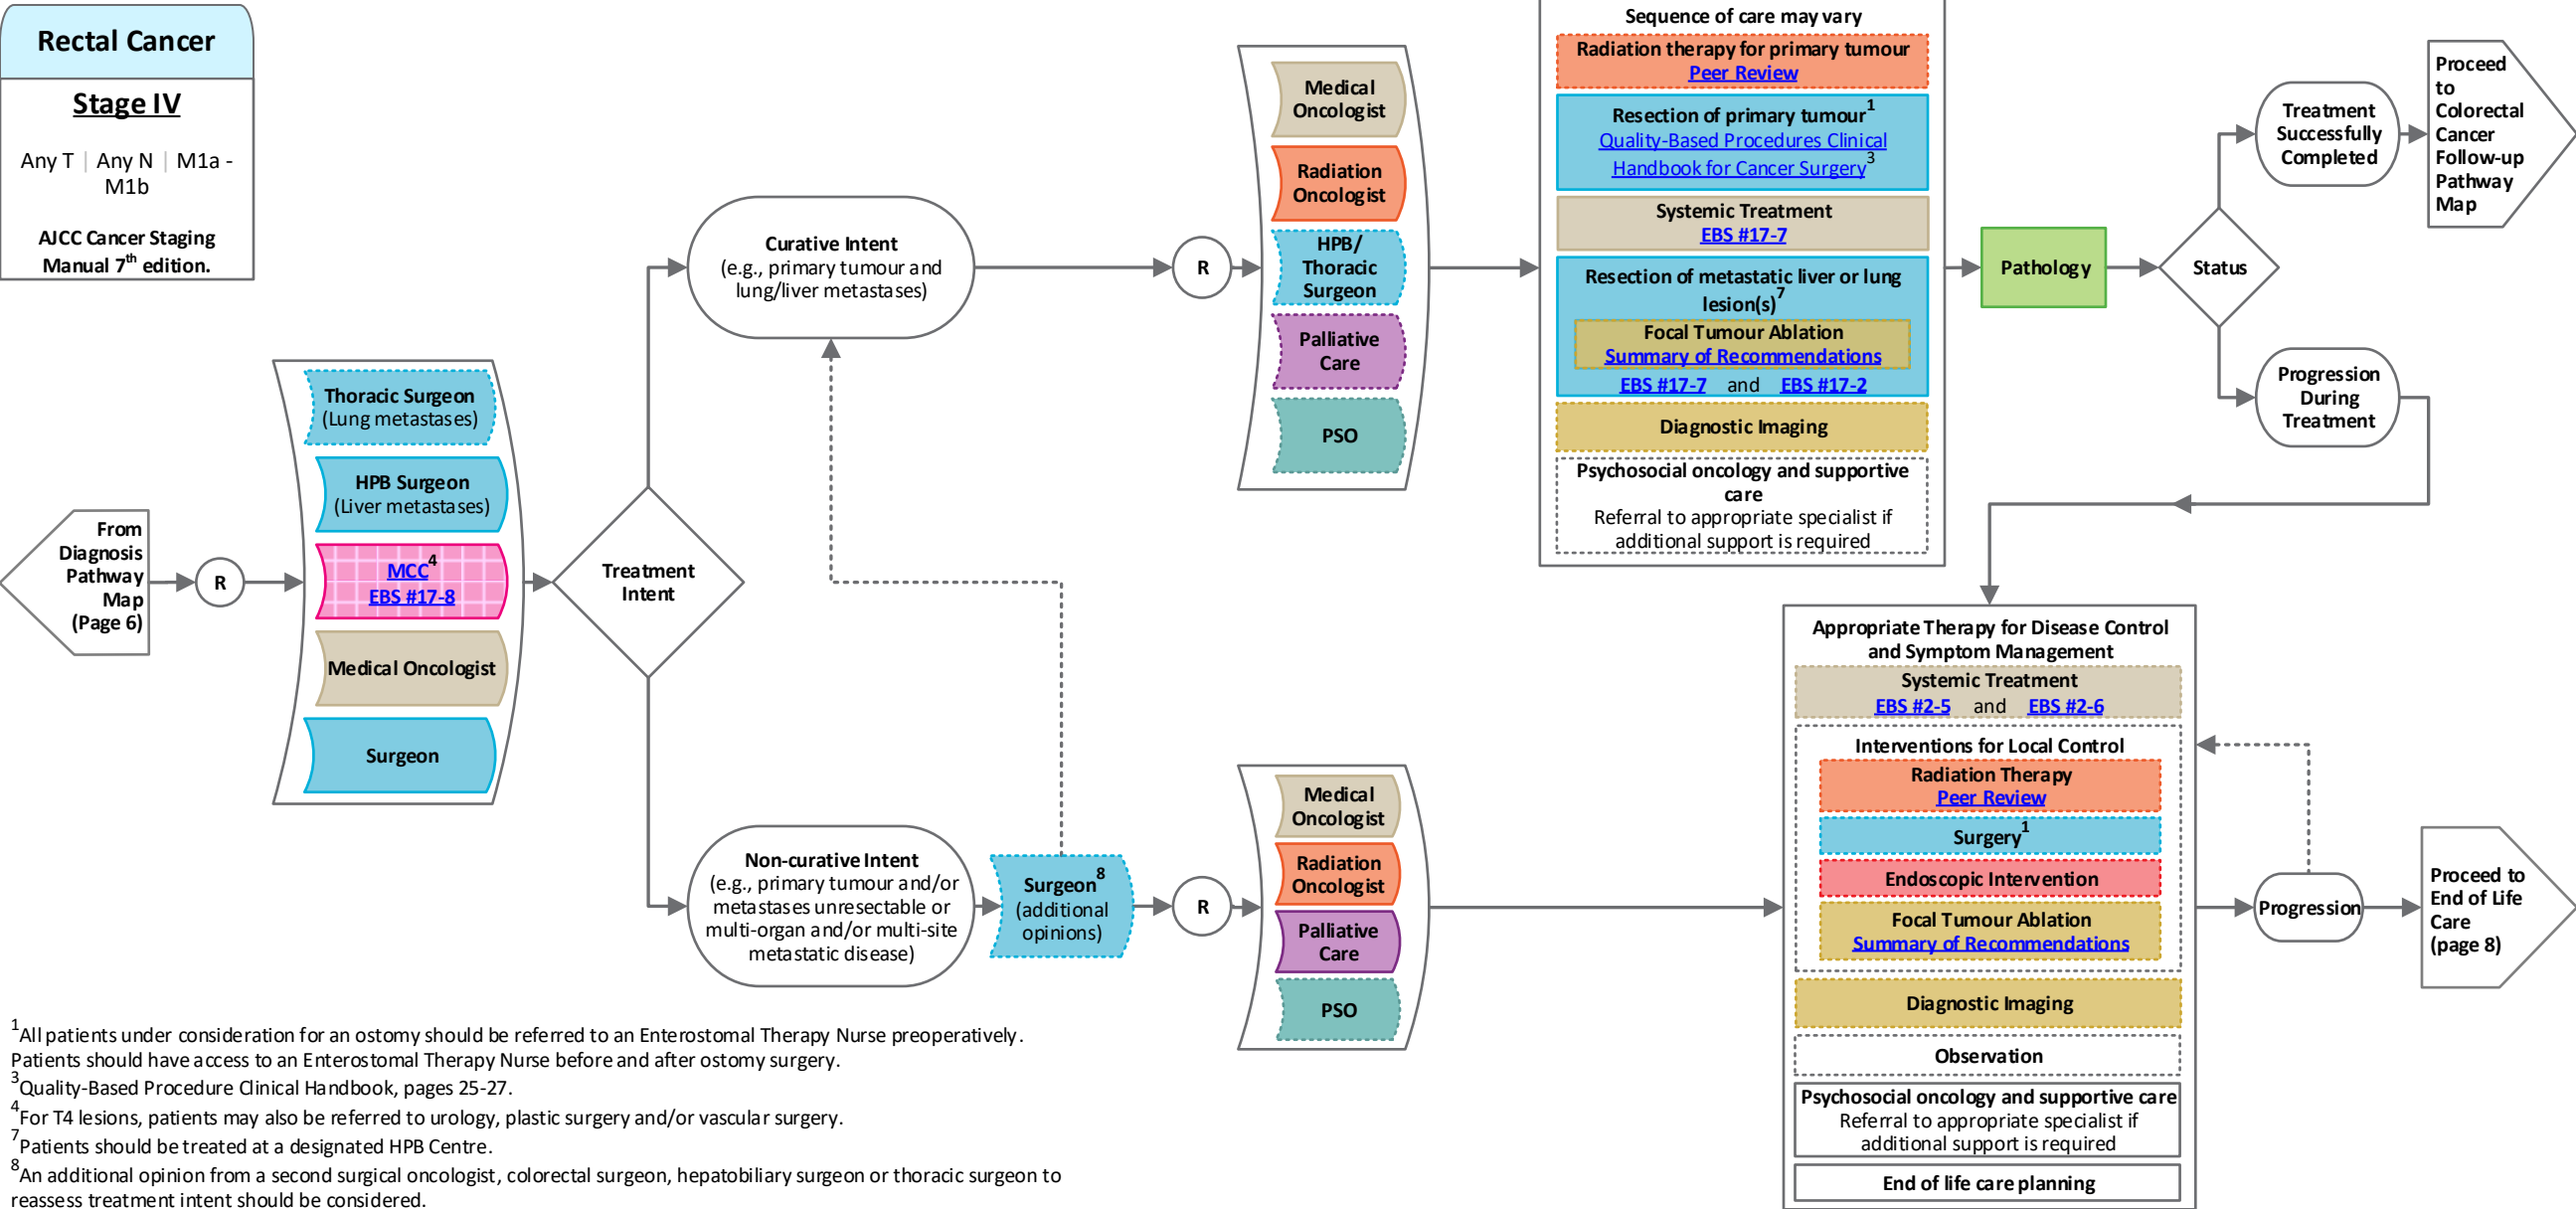 Rectal Cancer
Stage IV
Any T | Any N | M1a -
M1b
AJCC Cancer Staging
Manual 7th edition.
From
Diagnosis
Pathway
Map
(Page 6)
R
Thoracic Surgeon
(Lung metastases)
HPB Surgeon
(Liver metastases)
MCC4
EBS #17-8
Medical Oncologist
Surgeon
Treatment
Intent
Curative Intent
(e.g., primary tumour and
lung/liver metastases)
R
Medical
Oncologist
Radiation
Oncologist
HPB/
Thoracic
Surgeon
Palliative
Care
PSO
Sequence of care may vary
Radiation therapy for primary tumour
Peer Review
Resection of primary tumour1
Quality-Based Procedures Clinical
Handbook for Cancer Surgery3
Systemic Treatment
EBS #17-7
Resection of metastatic liver or lung
lesion(s)7
Focal Tumour Ablation
Summary of Recommendations
EBS #17-7 and EBS #17-2
Diagnostic Imaging
Psychosocial oncology and supportive
care
Referral to appropriate specialist if
additional support is required
Pathology
Status
Treatment
Successfully
Completed
Proceed
to
Colorectal
Cancer
Follow-up
Pathway
Map
Progression
During
Treatment
Non-curative Intent
(e.g., primary tumour and/or
metastases unresectable or
multi-organ and/or multi-site
metastatic disease)
Surgeon8
(additional
opinions)
R
Medical
Oncologist
Radiation
Oncologist
Palliative
Care
PSO
Appropriate Therapy for Disease Control
and Symptom Management
Systemic Treatment
EBS #2-5 and EBS #2-6
Interventions for Local Control
Radiation Therapy
Peer Review
Surgery1
Endoscopic Intervention
Focal Tumour Ablation
Summary of Recommendations
Diagnostic Imaging
Observation
Psychosocial oncology and supportive care
Referral to appropriate specialist if
additional support is required
End of life care planning
Progression
Proceed to
End of Life
Care
(page 8)
1All patients under consideration for an ostomy should be referred to an Enterostomal Therapy Nurse preoperatively.
Patients should have access to an Enterostomal Therapy Nurse before and after ostomy surgery.
3Quality-Based Procedure Clinical Handbook, pages 25-27.
4For T4 lesions, patients may also be referred to urology, plastic surgery and/or vascular surgery.
7Patients should be treated at a designated HPB Centre.
8An additional opinion from a second surgical oncologist, colorectal surgeon, hepatobiliary surgeon or thoracic surgeon to
reassess treatment intent should be considered.